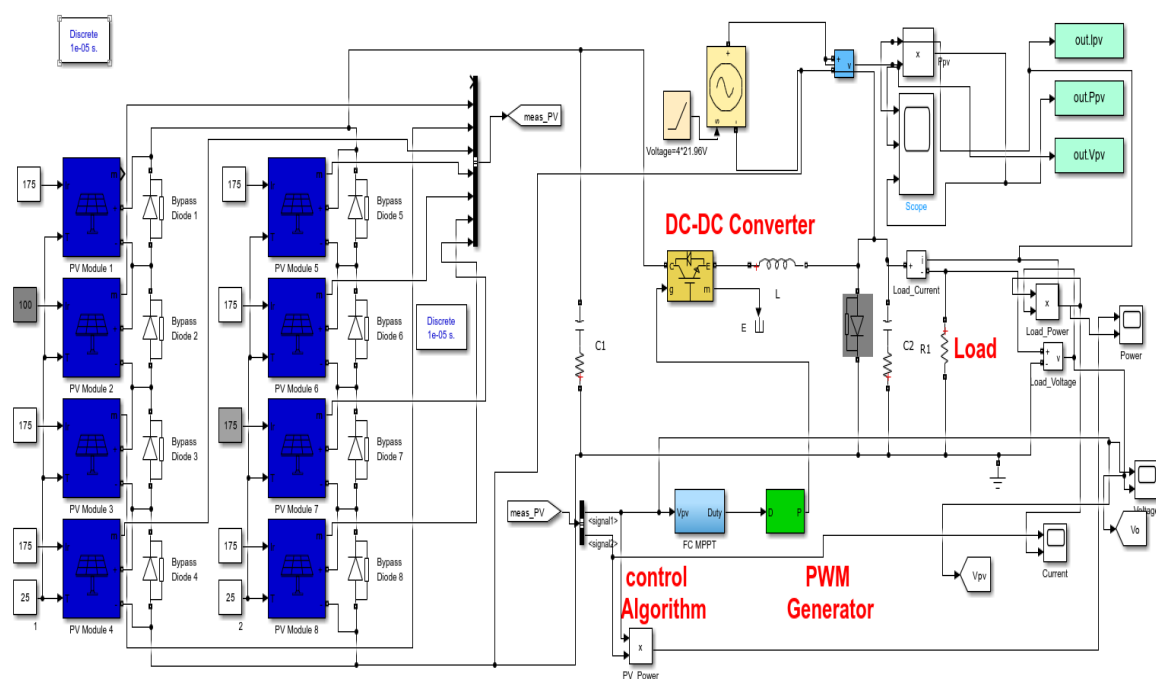 Discrete
1e-05 s.
meas_PV
Voltage=4*21.96V
+
v
x
Ppv
Scope
out.Ipv
out.Ppv
out.Vpv
175
PV Module 1
Bypass
Diode 1
175
PV Module 5
Bypass
Diode 5
100
PV Module 2
Bypass
Diode 2
175
PV Module 6
Bypass
Diode 6
Discrete
1e-05 s.
175
PV Module 3
Bypass
Diode 3
175
PV Module 7
Bypass
Diode 7
175
25
1
PV Module 4
Bypass
Diode 4
175
25
2
PV Module 8
Bypass
Diode 8
DC-DC Converter
C
E
g
m
L
E
C1
C2
R1
Load
+
i
-
Load_Current
x
Load_Power
+
v
-
Load_Voltage
Power
meas_PV
<signal1>
<signal2>
Vpv
Duty
FC MPPT
D
P
control
Algorithm
PWM
Generator
x
PV_Power
Voltage
Vo
Current
Vpv